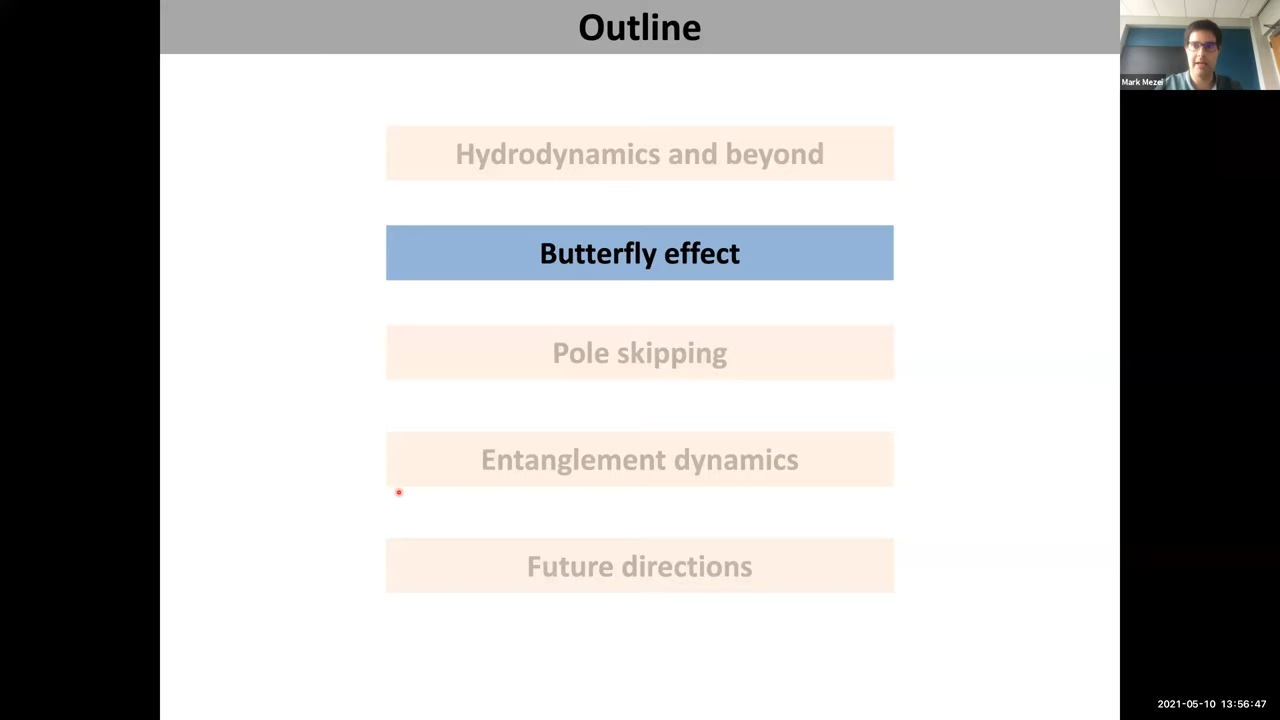 Outline
Mark Mezei
Hydrodynamics and beyond
Butterfly effect
Pole skipping
Entanglement dynamics
Future directions
2021-05-10 13:56:47